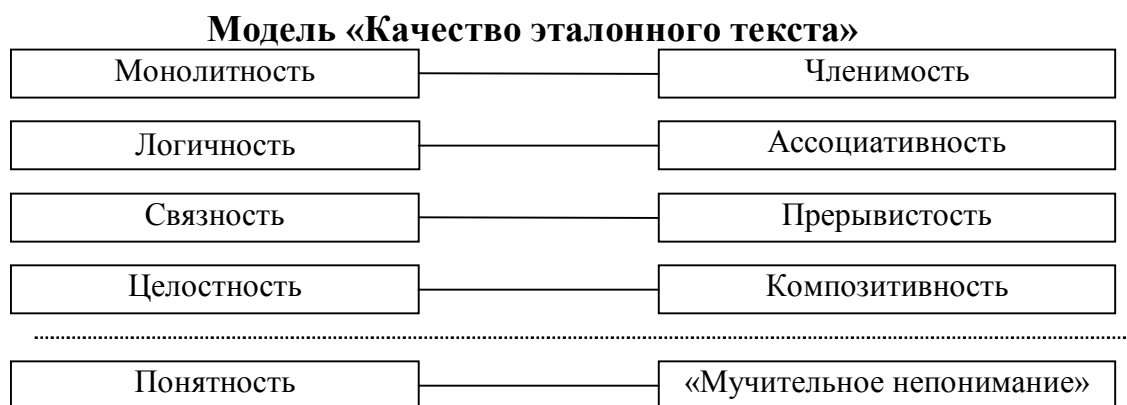 Модель «Качество эталонного текста»
Монолитность Членимость
Логичность Ассоциативность
Связность Прерывистость
Целостность Композитивность
Понятность «Мучительное непонимание»